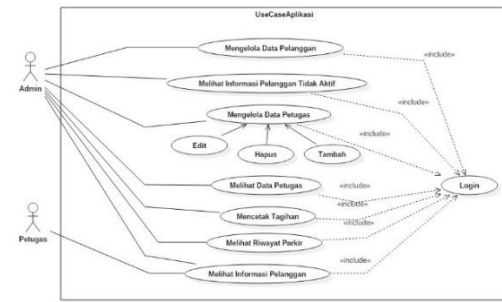 UseCaseAplikasi
Mengelola Data Pelanggan
«include»
Admin
Melihat Informasi Pelanggan Tidak Aktif
«include»
Mengelola Data Petugas
«include»
Edit
Hapus
Tambah
Melihat Data Petugas
«include»
Login
Mencetak Tagihan
«include»
Petugas
Melihat Riwayat Parkir
«include»
Melihat Informasi Pelanggan
«include»